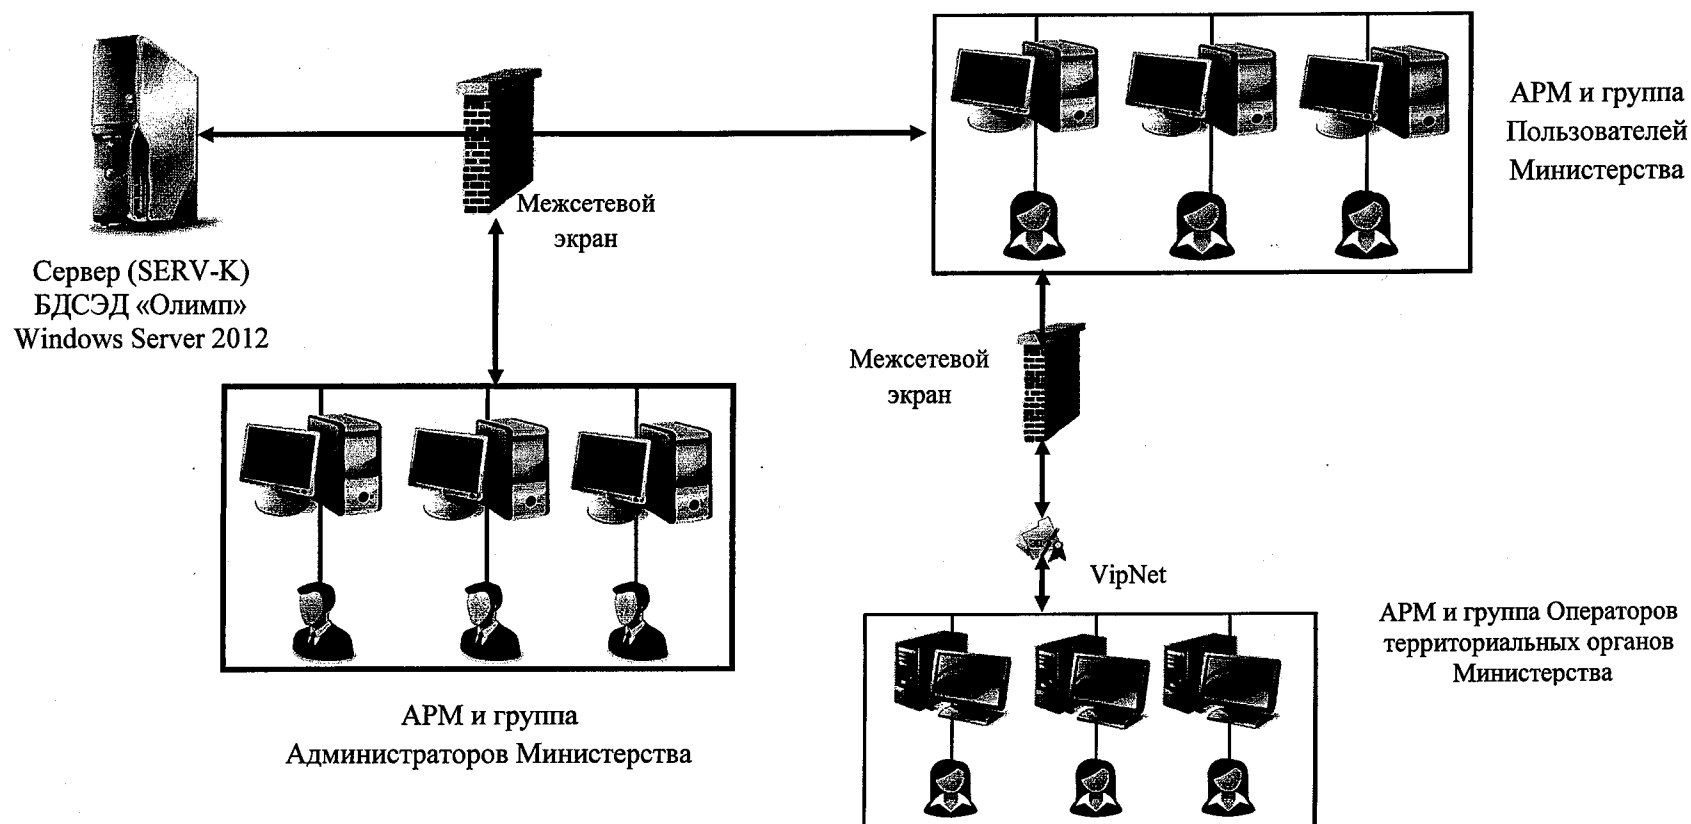 АРМ и группа
Пользователей
Министерства
Межсетевой
экран
Сервер (SERV-K)
БДСЭД «Олимп»
Windows Server 2012
Межсетевой
экран
VipNet
АРМ и группа Операторов
территориальных органов
Министерства
АРМ и группа
Администраторов Министерства